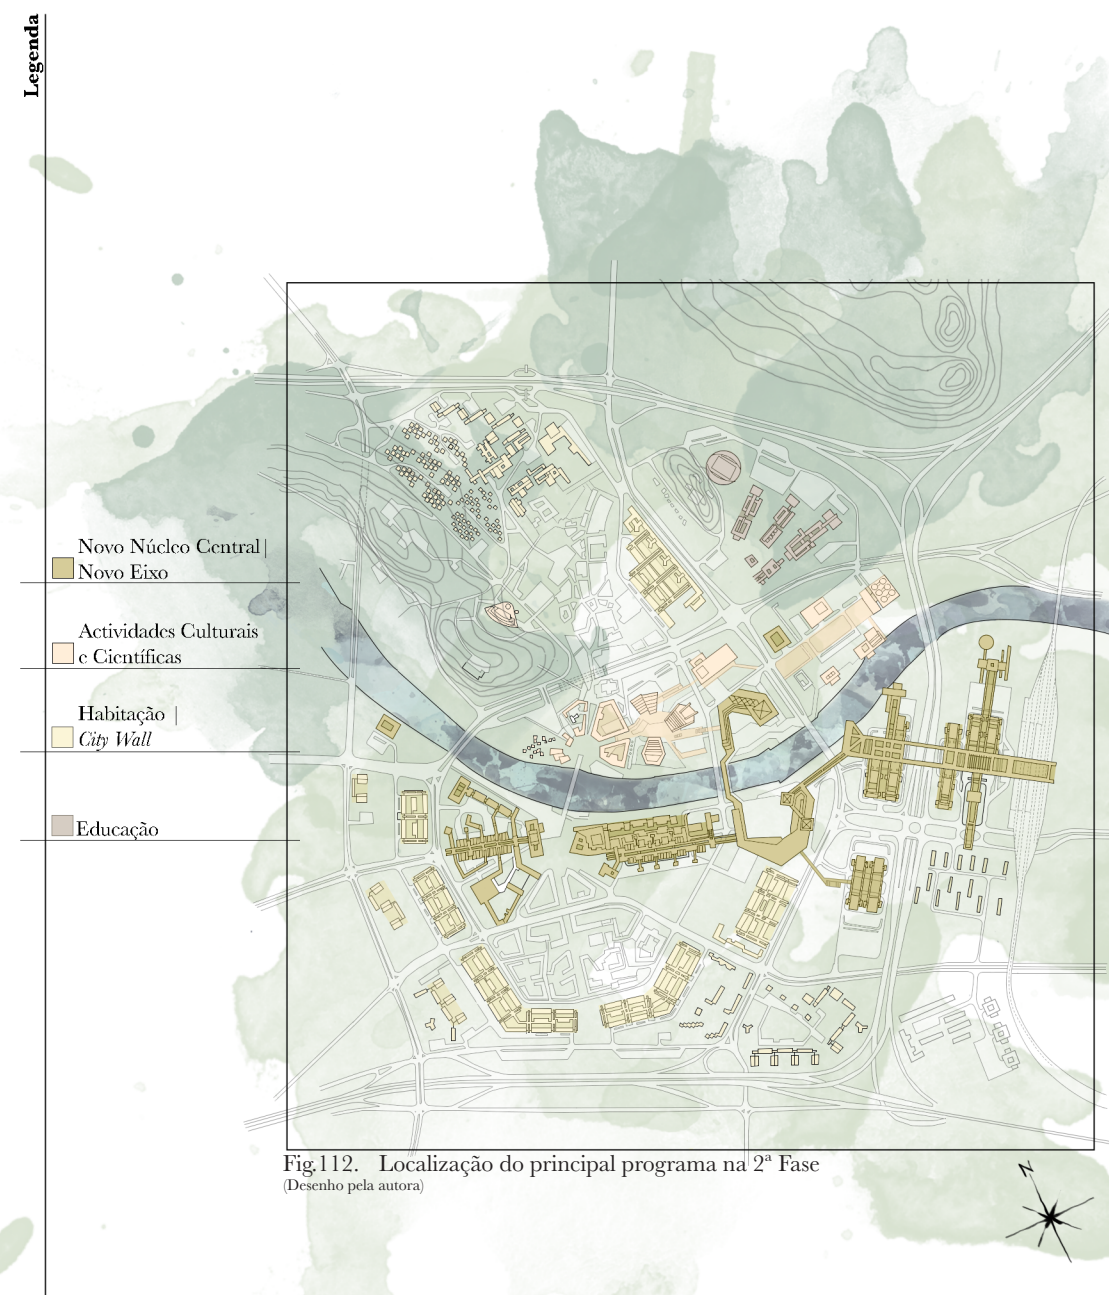 Legenda
Novo Núcleo Central |
Novo Eixo
Actividades Culturais
e Científicas
Habitação |
City Wall
Educação
Fig.112. Localização do principal programa na 2ª Fase
(Desenho pela autora)
N